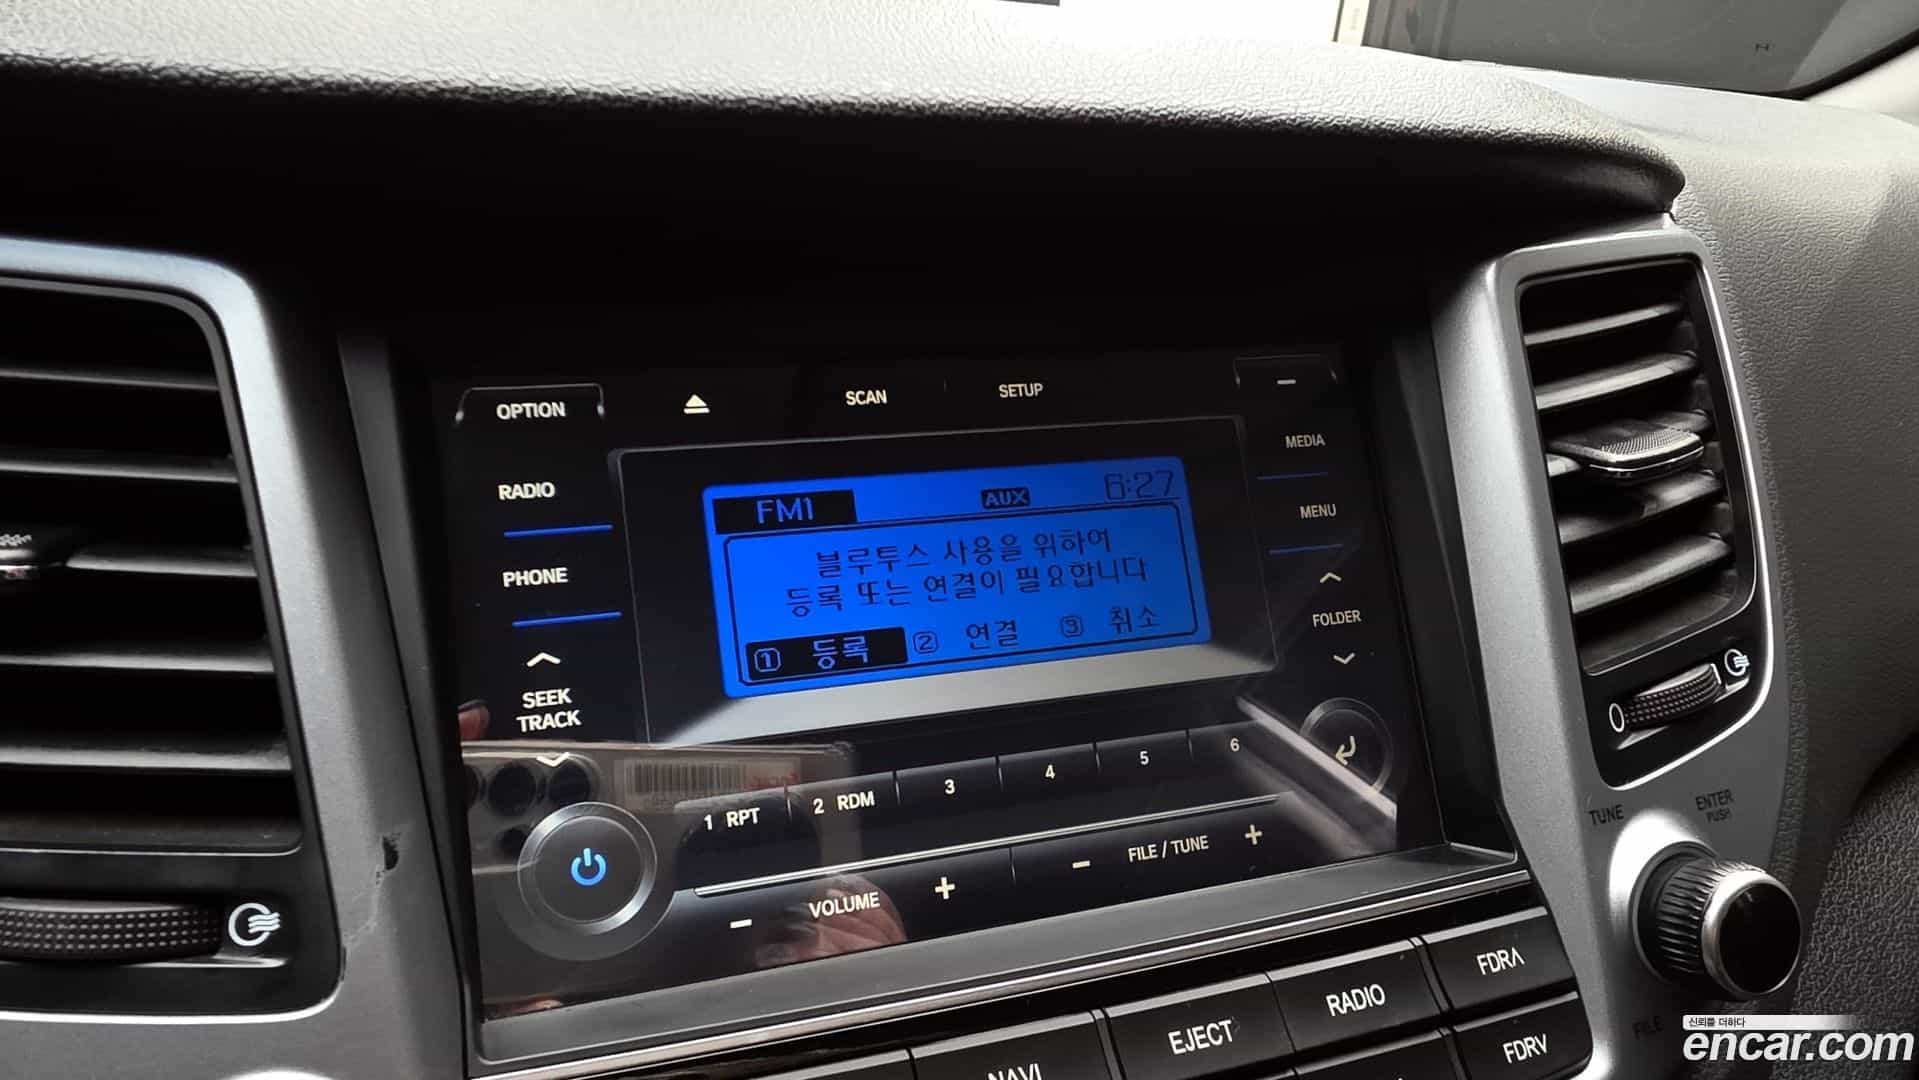 OPTION
SCAN
SETUP
RADIO
PHONE
SEEK
TRACK
FM1 AUX 6:27
블루투스 사용을 위하여
등록 또는 연결이 필요합니다
1 등록 2 연결 3 취소
MEDIA
MENU
FOLDER
1 RPT 2 RDM 3 4 5 6
VOLUME
FILE / TUNE
TUNE
ENTER
PUSH
FILE
NAVI
EJECT
RADIO
FDR∧
FDR∨
신뢰를 더하다
encar.com